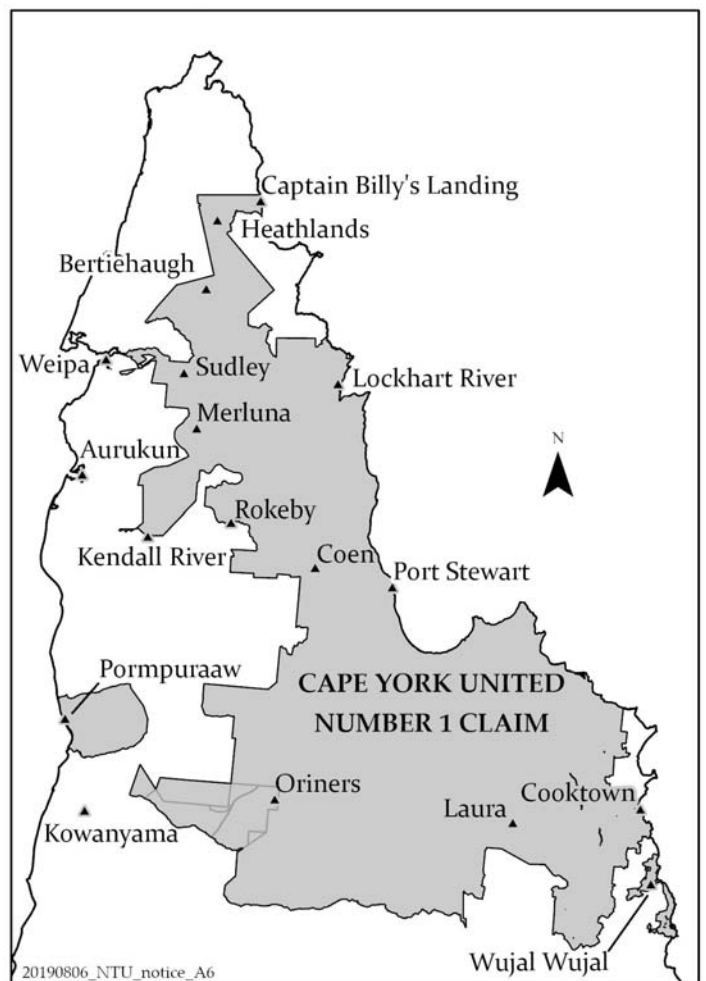 Captain Billy's Landing
Heathlands
Bertiehaugh
Weipa
Sudley
Lockhart River
Merluna
Aurukun
N
Rokeby
Kendall River
Coen
Port Stewart
Pormpuraaw
CAPE YORK UNITED
NUMBER 1 CLAIM
Oriners
Cooktown
Laura
Kowanyama
Wujal Wujal
20190806_NTU_notice_A6